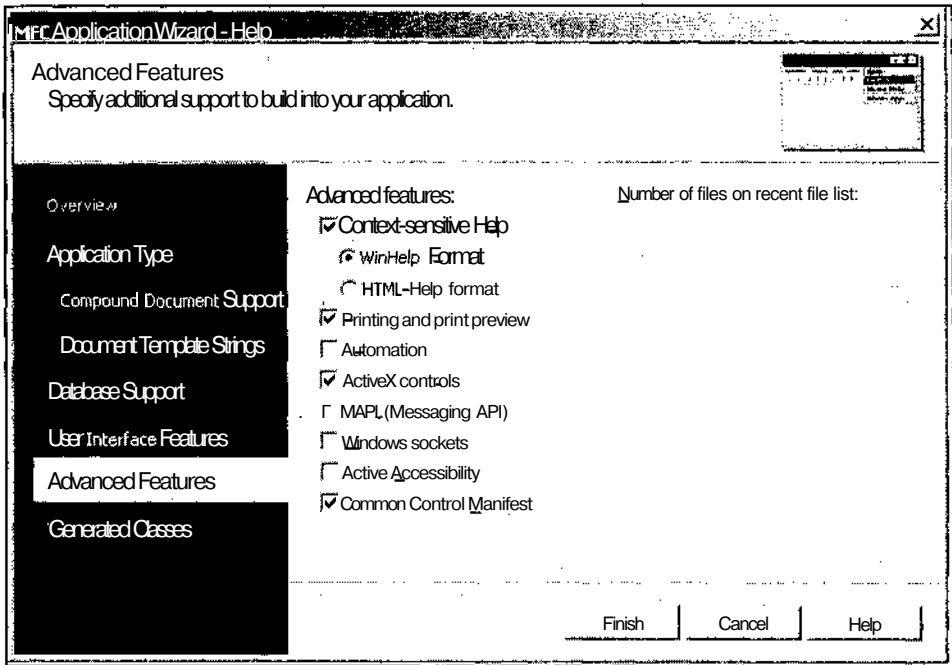 MFC Application Wizard - Help
Advanced Features
Specify additional support to build into your application.
Overview
Application Type
Compound Document Support
Document Template Strings
Database Support
User Interface Features
Advanced Features
Generated Classes
Advanced features:
Context-sensitive Help
WinHelp Format
HTML-Help format
Printing and print preview
Automation
ActiveX controls
MAPI (Messaging API)
Windows sockets
Active Accessibility
Common Control Manifest
Number of files on recent file list:
Finish
Cancel
Help